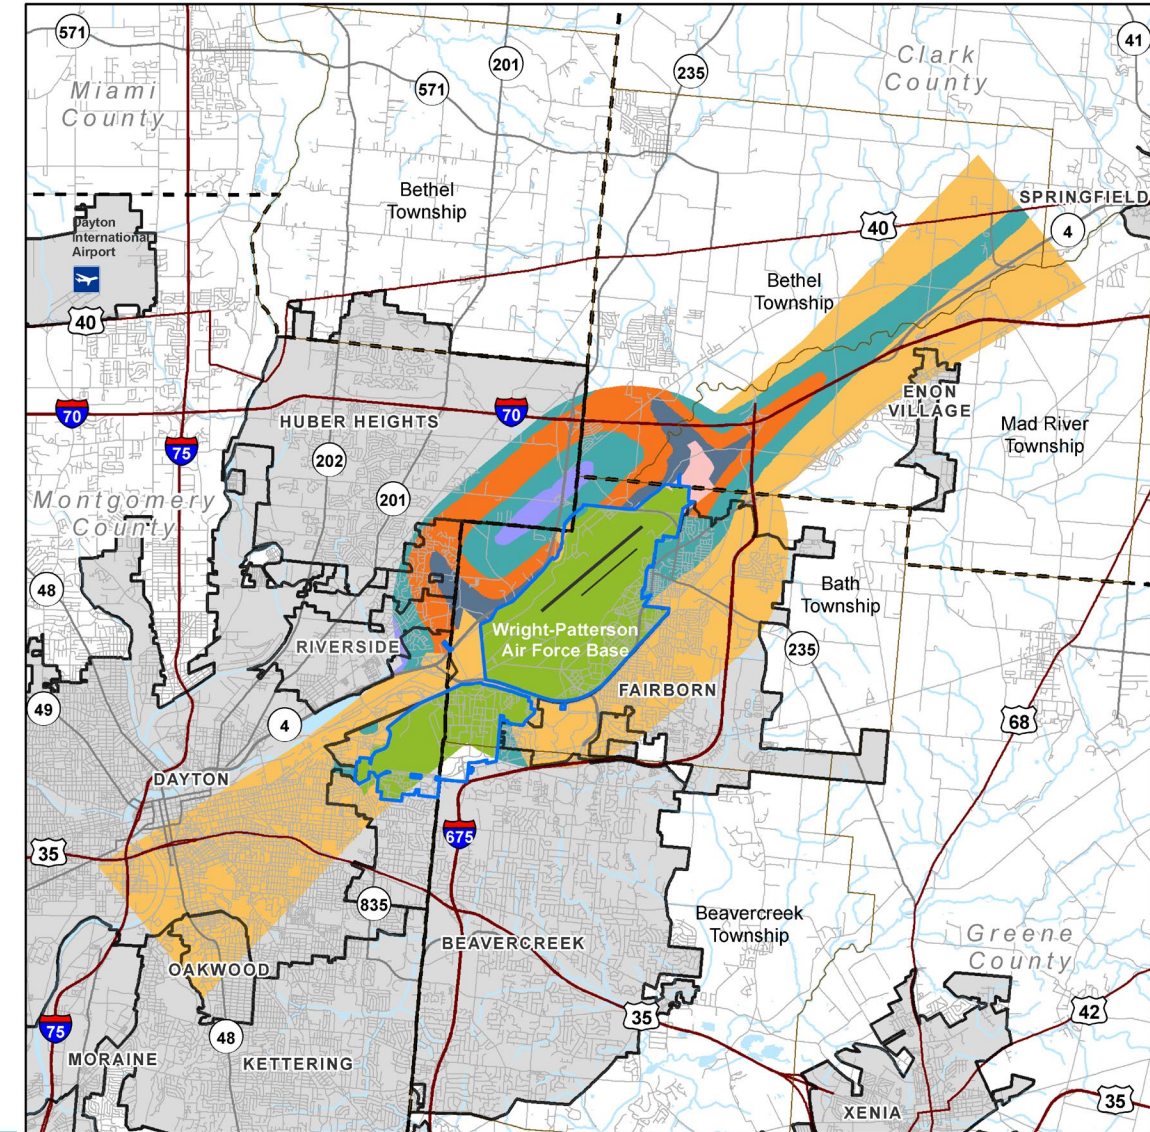 571
201
571
235
41
Clark
County
Miami
County
Bethel
Township
SPRINGFIELD
Dayton
International
Airport
40
4
Bethel
Township
40
70
70
HUBER HEIGHTS
ENON
VILLAGE
75
202
Mad River
Township
201
Montgomery
County
48
Bath
Township
Wright-Patterson
Air Force Base
RIVERSIDE
235
FAIRBORN
49
4
68
DAYTON
675
35
835
Beavercreek
Township
BEAVERCREEK
Greene
County
OAKWOOD
35
42
75
48
MORAINE
KETTERING
35
XENIA